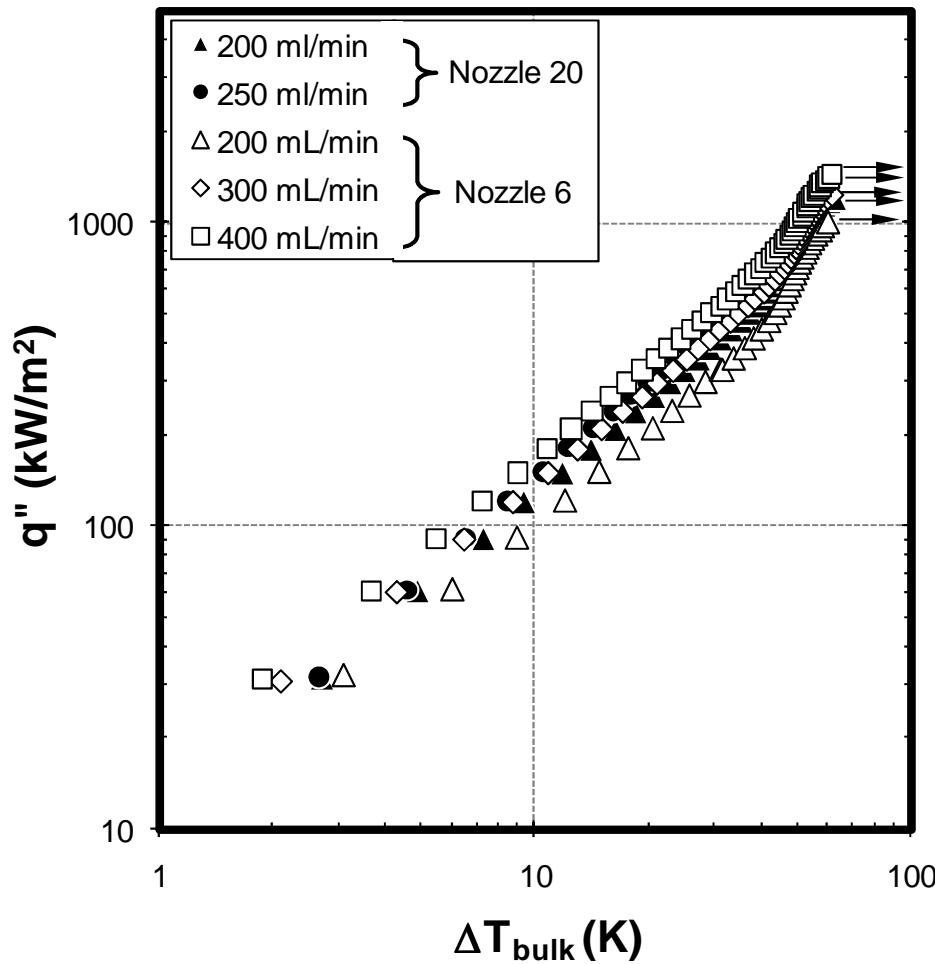 200 ml/min
250 ml/min
Nozzle 20
200 mL/min
300 mL/min
400 mL/min
Nozzle 6
1000
100
10
q" (kW/m²)
1
10
100
ΔT_bulk (K)